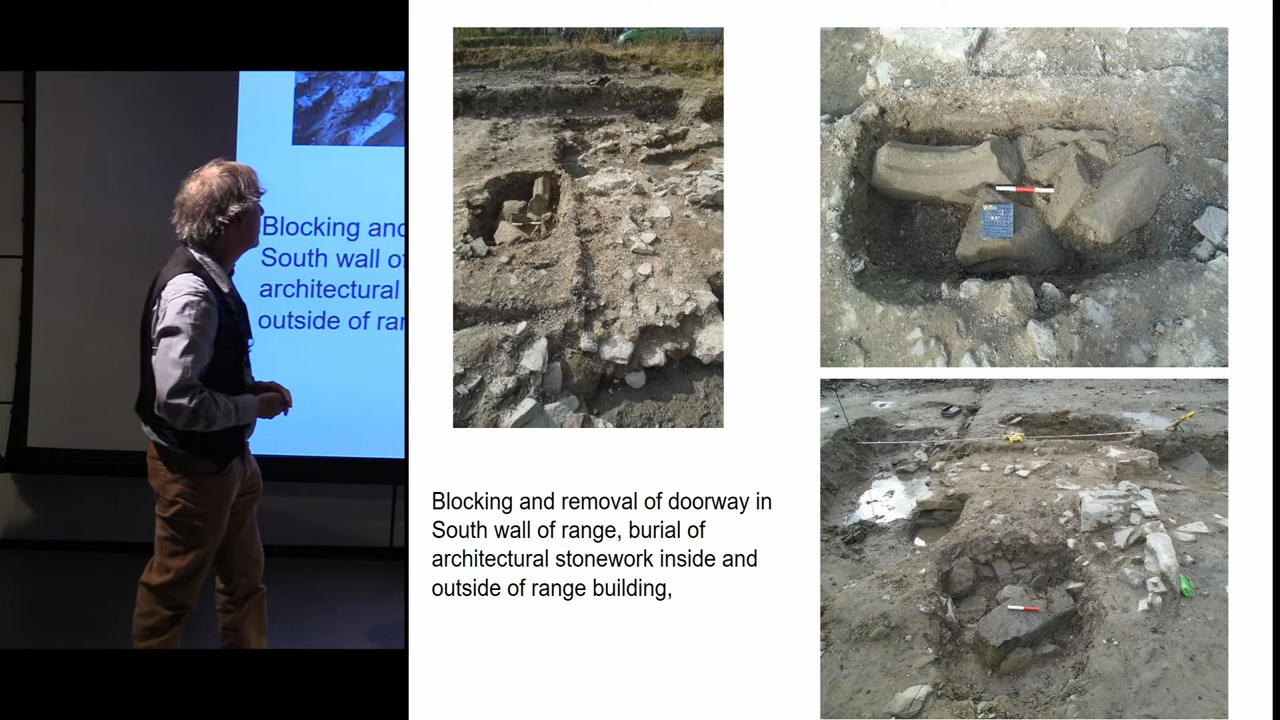 Blocking and
South wall of
architectural
outside of ran
Blocking and removal of doorway in
South wall of range, burial of
architectural stonework inside and
outside of range building,